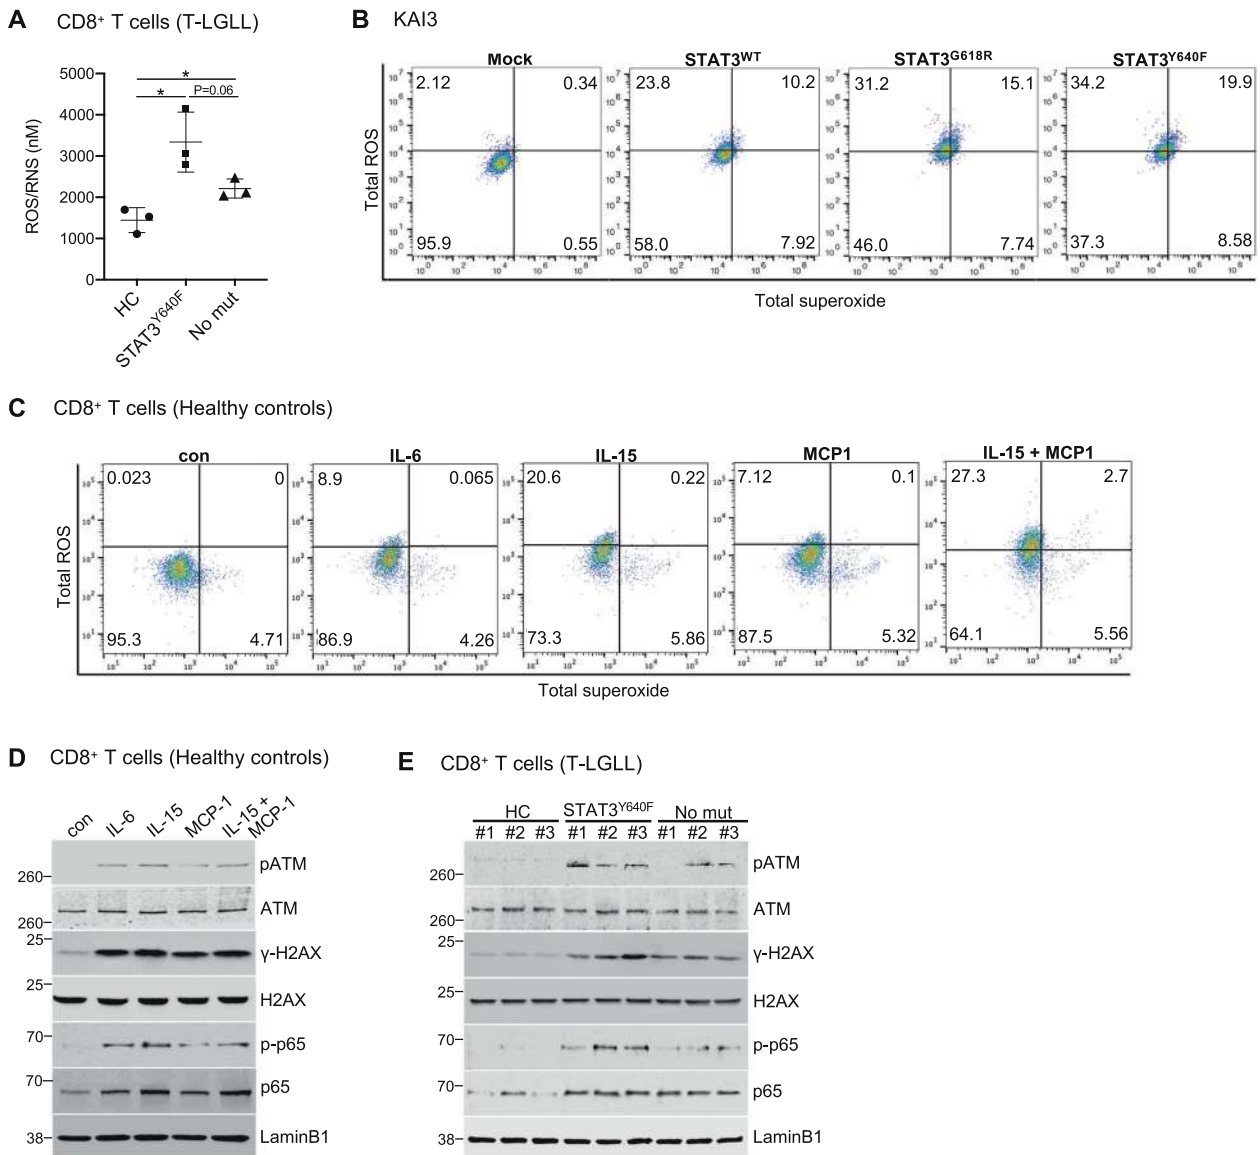 A CD8⁺ T cells (T-LGLL)
ROS/RNS (nM)
5000
4000
3000
2000
1000
0
*
* P=0.06
HC STAT3Y640F No mut
B KAI3
Mock STAT3WT STAT3G618R STAT3Y640F
Total ROS
2.12 0.34 23.8 10.2 31.2 15.1 34.2 19.9
95.9 0.55 58.0 7.92 46.0 7.74 37.3 8.58
Total superoxide
C CD8⁺ T cells (Healthy controls)
con IL-6 IL-15 MCP1 IL-15 + MCP1
Total ROS
0.023 0 8.9 0.065 20.6 0.22 7.12 0.1 27.3 2.7
95.3 4.71 86.9 4.26 73.3 5.86 87.5 5.32 64.1 5.56
Total superoxide
D CD8⁺ T cells (Healthy controls)
con IL-6 IL-15 MCP-1 IL-15 + MCP-1
260 pATM
260 ATM
25 γ-H2AX
25 H2AX
70 p-p65
70 p65
38 LaminB1
E CD8⁺ T cells (T-LGLL)
HC STAT3Y640F No mut
#1 #2 #3 #1 #2 #3 #1 #2 #3
260 pATM
260 ATM
25 γ-H2AX
25 H2AX
70 p-p65
70 p65
38 LaminB1